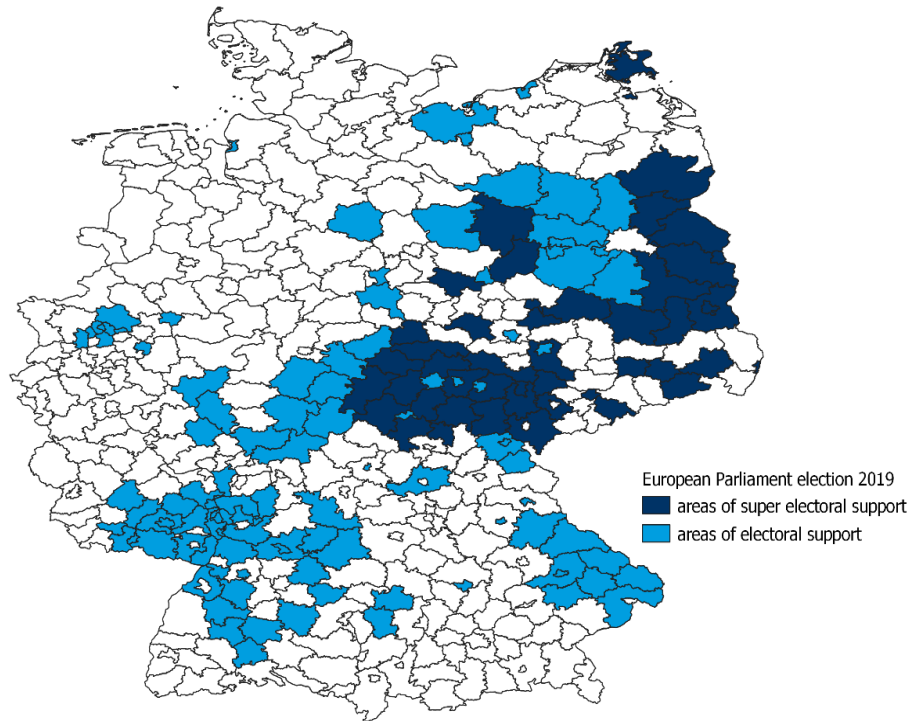 European Parliament election 2019
areas of super electoral support
areas of electoral support